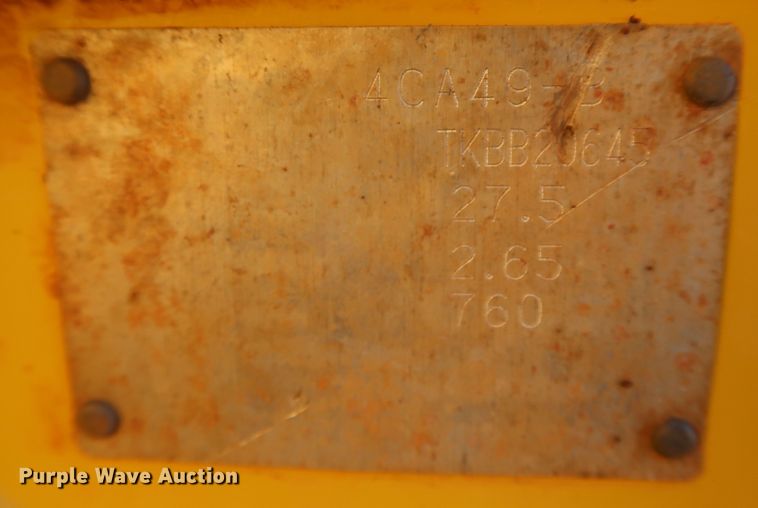 4CA49-B
TKBB20645
27.5
2.65
760
Purple Wave Auction